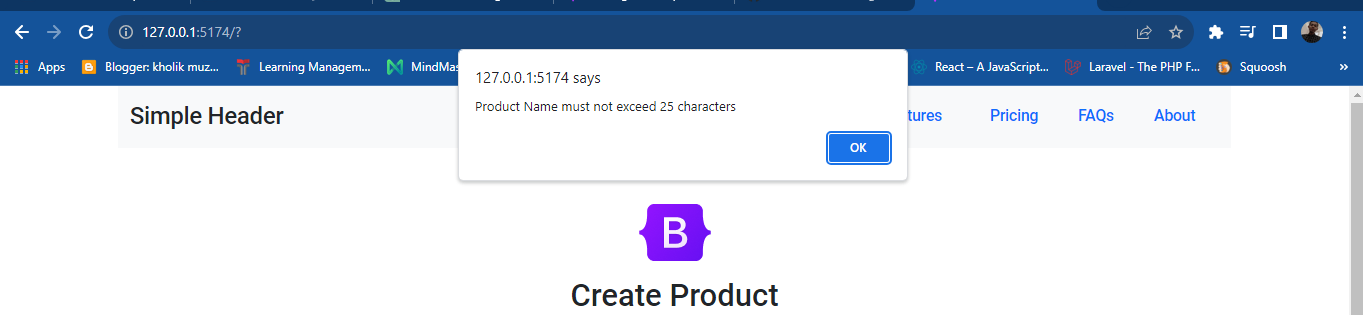 127.0.0.1:5174/?
Apps
Blogger: kholik muz...
Learning Managem...
MindMas
React – A JavaScript...
Laravel - The PHP F...
Squoosh
»
127.0.0.1:5174 says
Product Name must not exceed 25 characters
OK
Simple Header
tures
Pricing
FAQs
About
B
Create Product